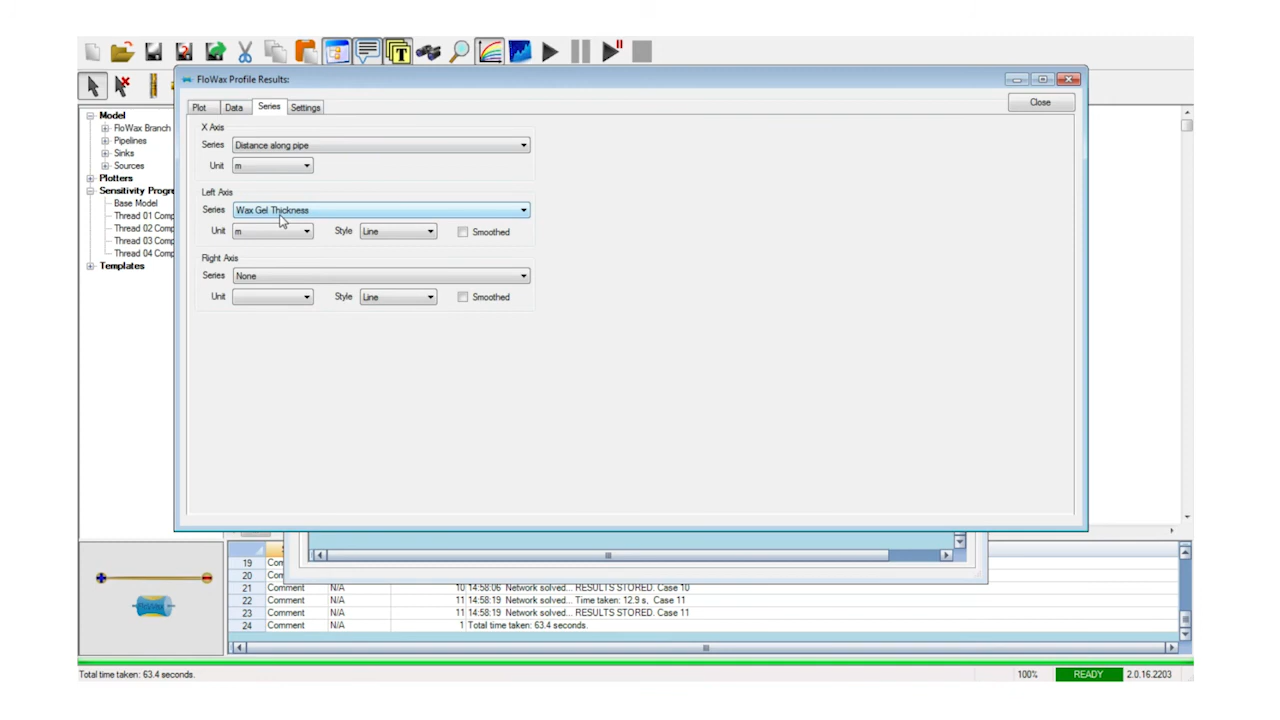 FloWax Profile Results:
Plot Data Series Settings
Close
X Axis
Series Distance along pipe
Unit m
Left Axis
Series Wax Gel Thickness
Unit m Style Line Smoothed
Right Axis
Series None
Unit Style Line Smoothed
Model
FloWax Branch
Pipelines
Sinks
Sources
Plotters
Sensitivity Progre
Base Model
Thread 01 Comp
Thread 02 Comp
Thread 03 Comp
Thread 04 Comp
Templates
FloWax
19 Com
20 Com
21 Comment N/A 10 14:58:06 Network solved... RESULTS STORED. Case 10
22 Comment N/A 11 14:58:19 Network solved... Time taken: 12.9 s, Case 11
23 Comment N/A 11 14:58:19 Network solved... RESULTS STORED. Case 11
24 Comment N/A 1 Total time taken: 63.4 seconds.
Total time taken: 63.4 seconds. 100% READY 2.0.16.2203